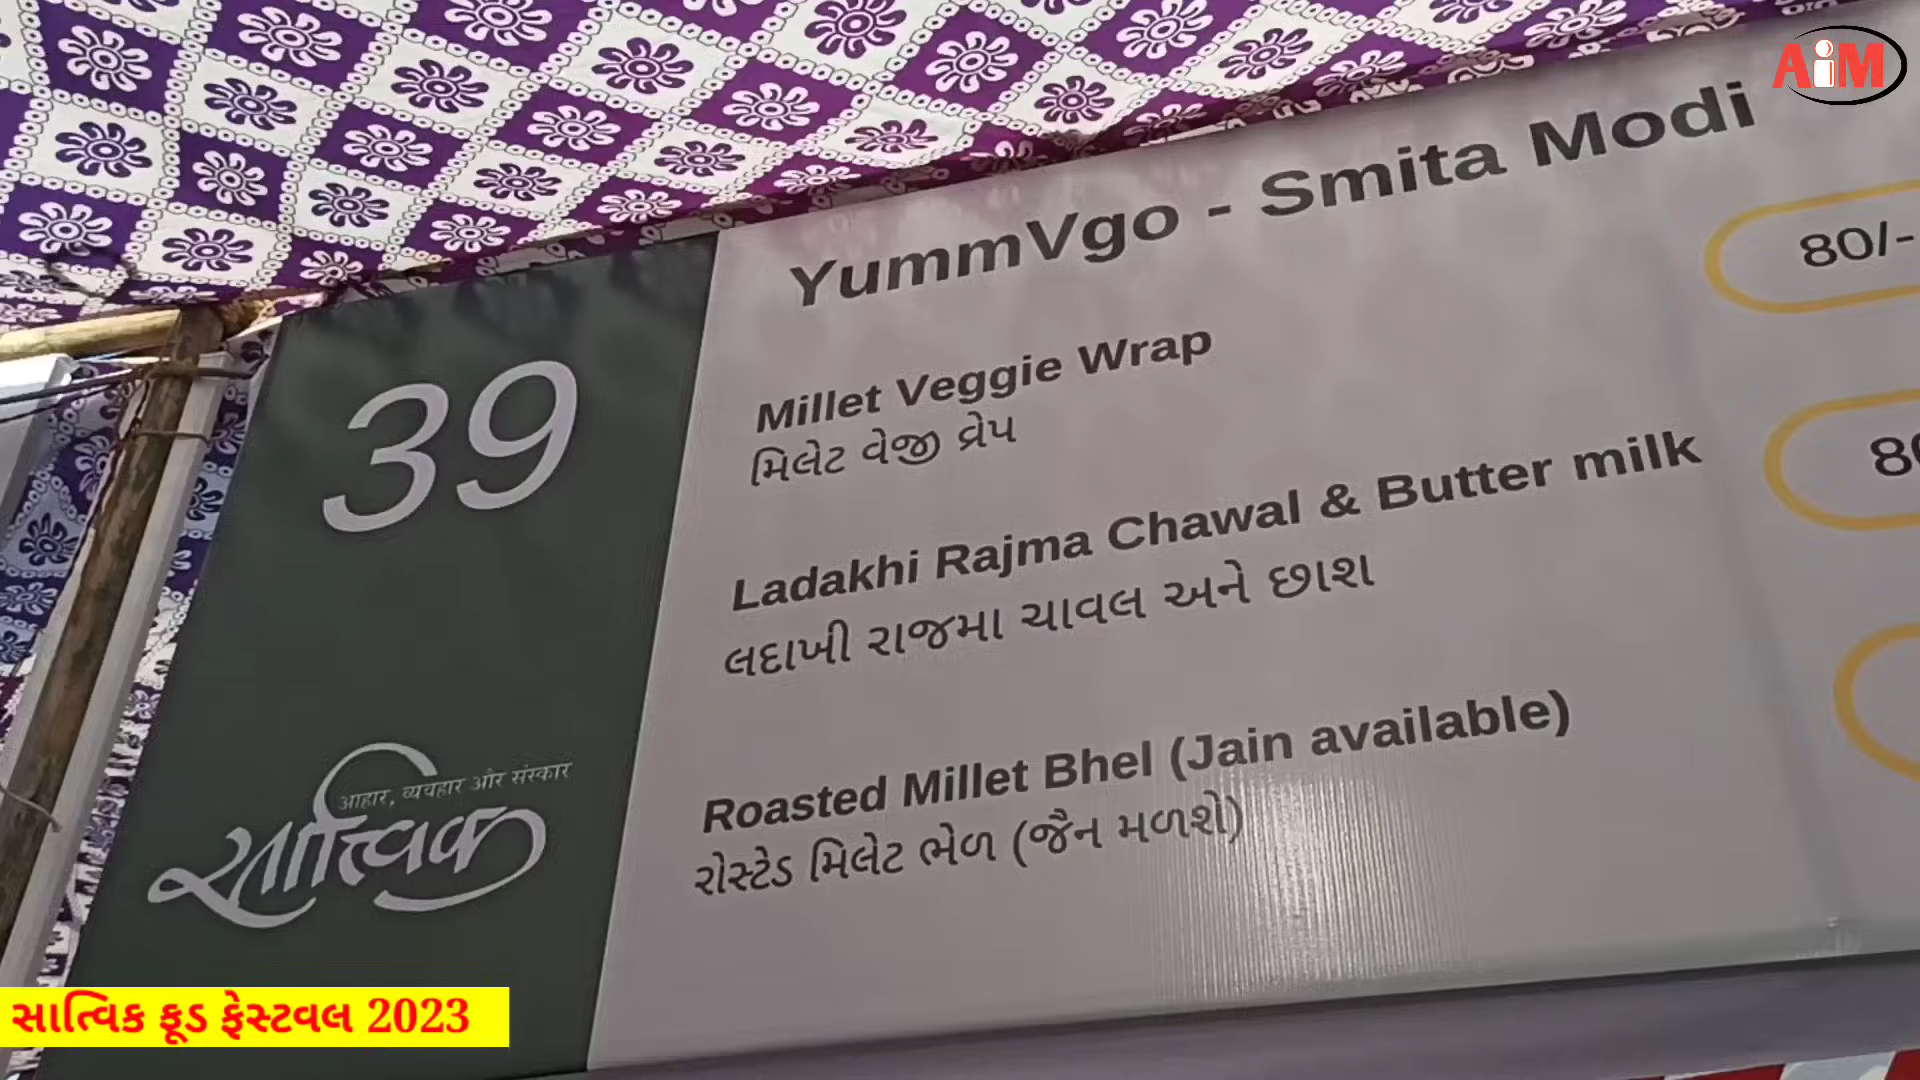 AiM
YummVgo - Smita Modi
39
Millet Veggie Wrap
80/-
મિલેટ વેજી વ્રેપ
Ladakhi Rajma Chawal & Butter milk
લદાખી રાજમા ચાવલ અને છાશ
Roasted Millet Bhel (Jain available)
રોસ્ટેડ મિલેટ ભેળ (જૈન મળશે)
आहार, व्यवहार और संस्कार
सात्त्विक
સાત્વિક ફૂડ ફેસ્ટવલ 2023